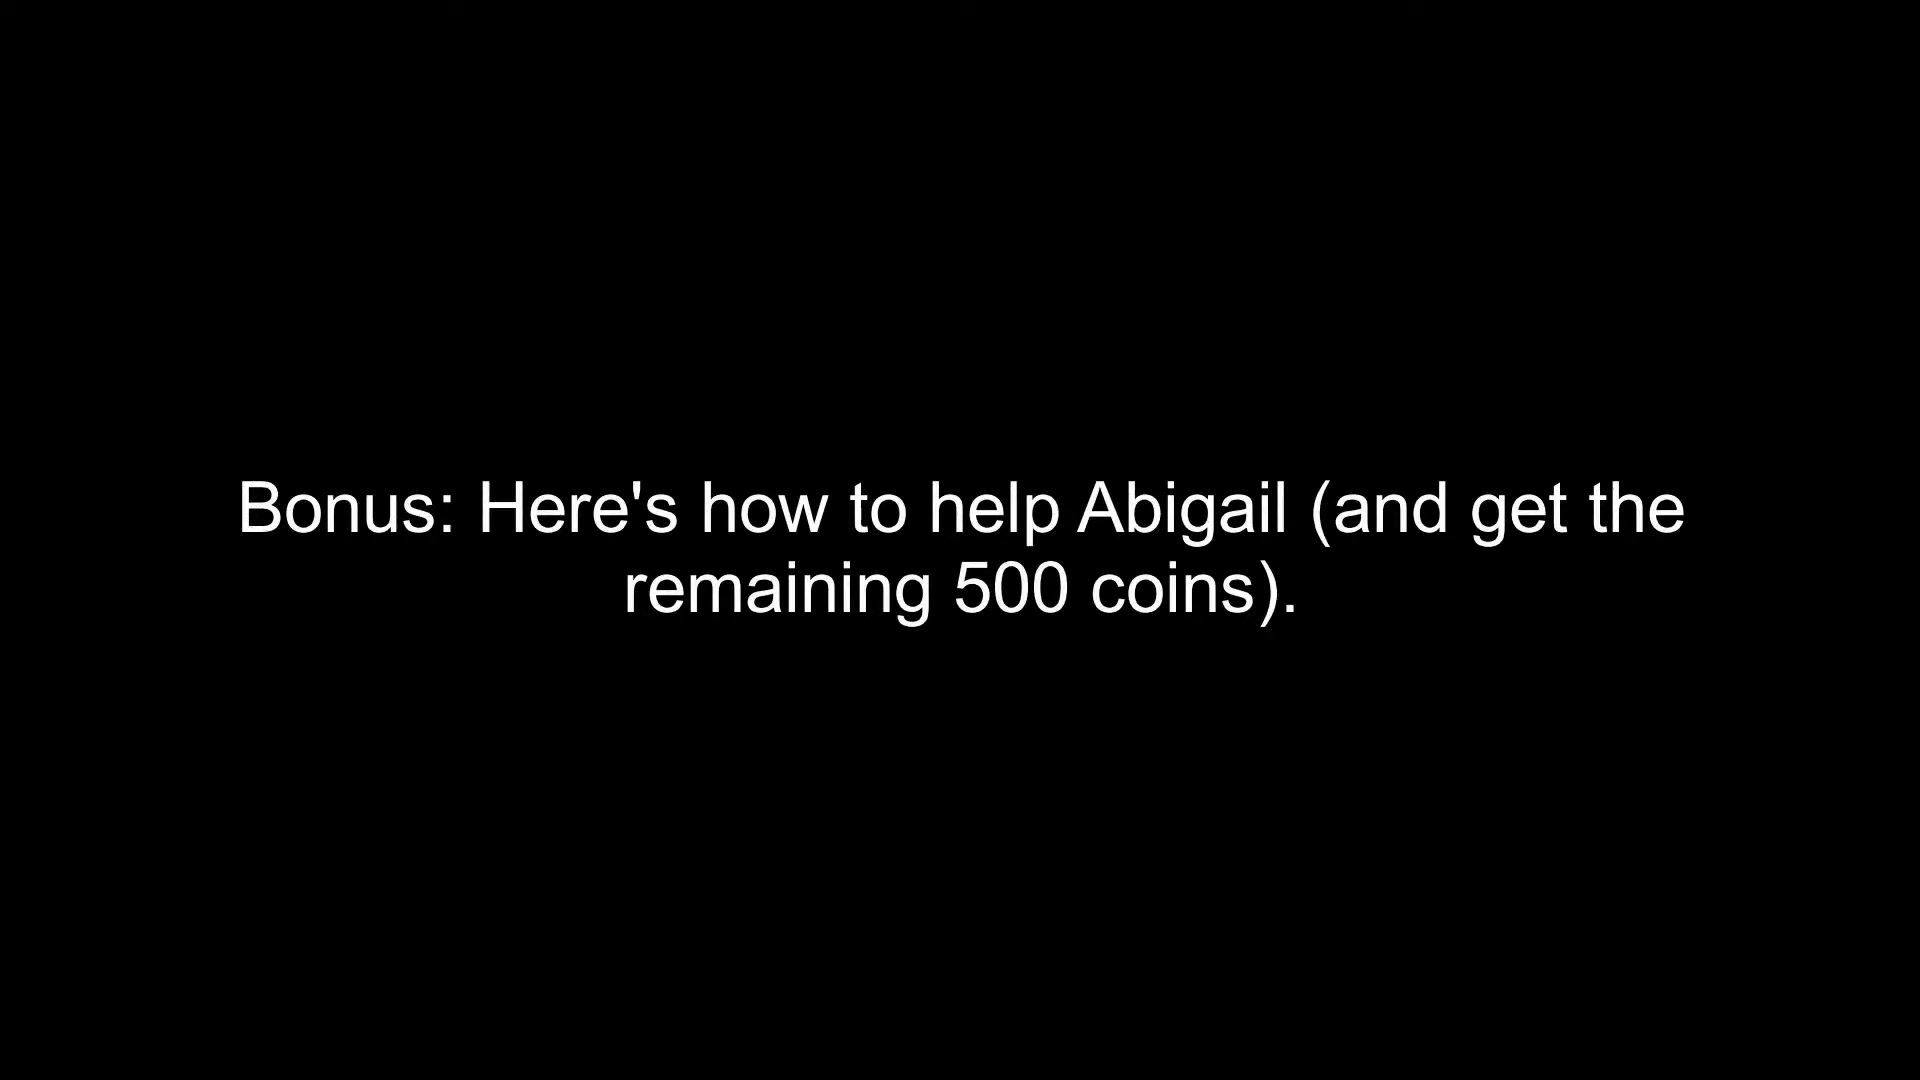 Bonus: Here's how to help Abigail (and get the
remaining 500 coins).